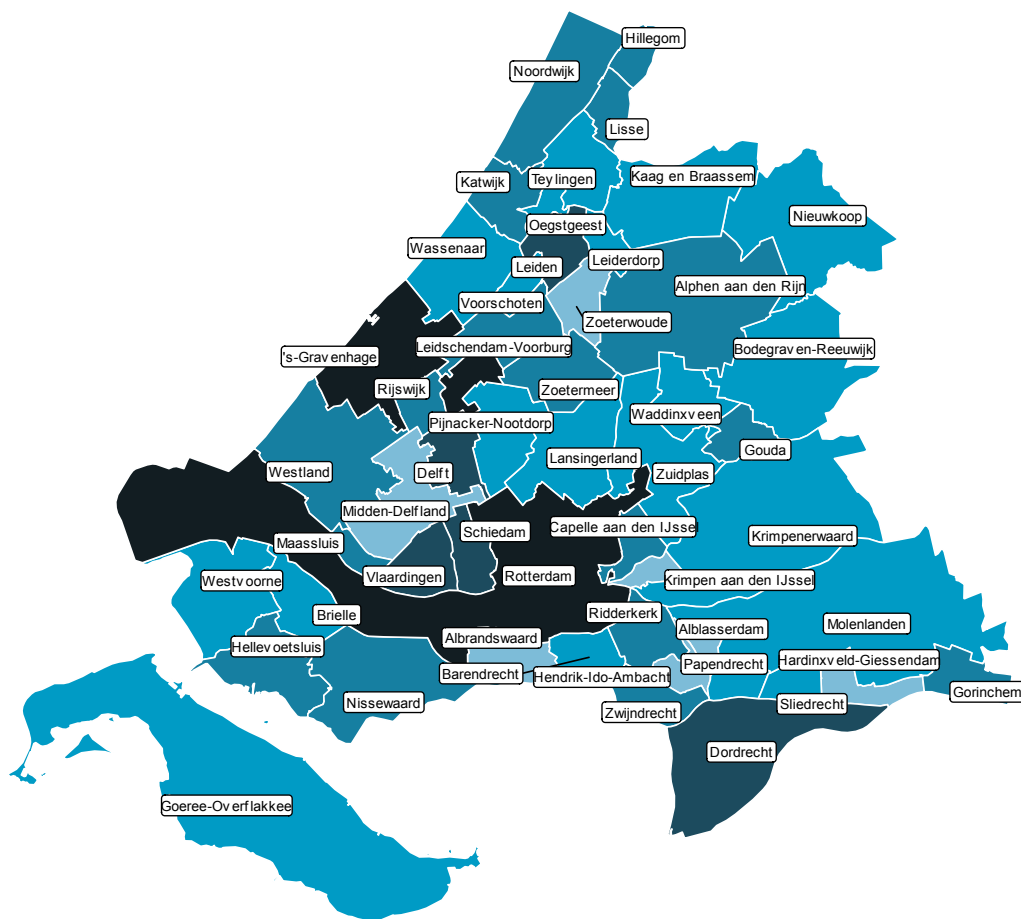 Hillegom
Noordwijk
Lisse
Kaag en Braassem
Teylingen
Katwijk
Nieuwkoop
Oegstgeest
Wassenaar
Leiderdorp
Leiden
Alphen aan den Rijn
Voorschoten
Zoeterwoude
Leidschendam-Voorburg
Bodegraven-Reeuwijk
's-Gravenhage
Rijswijk
Zoetermeer
Waddinxveen
Pijnacker-Nootdorp
Gouda
Lansingerland
Westland
Delft
Zuidplas
Midden-Delfland
Capelle aan den IJssel
Schiedam
Krimpenerwaard
Maassluis
Vlaardingen
Rotterdam
Westvoorne
Krimpen aan den IJssel
Ridderkerk
Brielle
Molenlanden
Alblasserdam
Albrandswaard
Hellevoetsluis
Hardinxveld-Giessendam
Papendrecht
Barendrecht
Hendrik-Ido-Ambacht
Gorinchem
Nissewaard
Sliedrecht
Zwijndrecht
Dordrecht
Goeree-Overflakkee